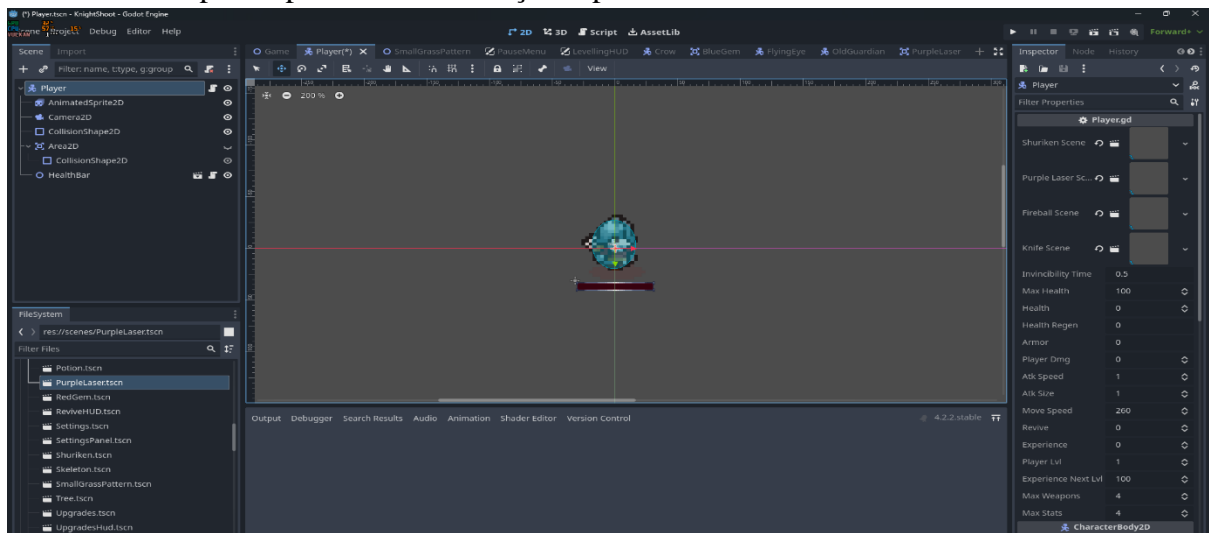 (*) Player.tscn - KnightShoot - Godot Engine
Debug Editor Help
2D 3D Script AssetLib
Forward+
Scene Import
Filter: name, t:type, g:group
Player
AnimatedSprite2D
Camera2D
CollisionShape2D
Area2D
CollisionShape2D
HealthBar
FileSystem
res://scenes/PurpleLaser.tscn
Filter Files
Potion.tscn
PurpleLaser.tscn
RedGem.tscn
ReviveHUD.tscn
Settings.tscn
SettingsPanel.tscn
Shuriken.tscn
Skeleton.tscn
SmallGrassPattern.tscn
Tree.tscn
Upgrades.tscn
UpgradesHud.tscn
Game Player(*) SmallGrassPattern PauseMenu LevellingHUD Crow BlueGem FlyingEye OldGuardian PurpleLaser
View
200 %
Output Debugger Search Results Audio Animation Shader Editor Version Control
4.2.2.stable
Inspector Node History
Player
Filter Properties
Player.gd
Shuriken Scene
Purple Laser Sc...
Fireball Scene
Knife Scene
Invincibility Time 0.5
Max Health 100
Health 0
Health Regen 0
Armor 0
Player Dmg 0
Atk Speed 1
Atk Size 1
Move Speed 260
Revive 0
Experience 0
Player Lvl 1
Experience Next Lvl 100
Max Weapons 4
Max Stats 4
CharacterBody2D